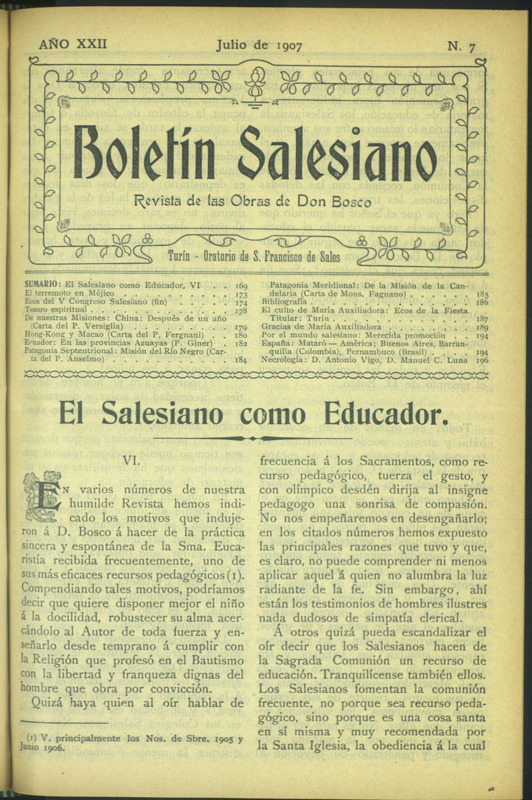 AÑO XXII Julio de 1907 N. 7
Boletín Salesiano
Revista de las Obras de Don Bosco
Turín - Oratorio de S. Francisco de Sales
SUMARIO: El Salesiano como Educador, VI . . 169
El terremoto en Méjico . . . . . . . 173
Ecos del V Congreso Salesiano (fin) . . . . 174
Tesoro espiritual . . . . . . . . 178
De nuestras Misiones: China: Después de un año
(Carta del P. Versiglia) . . . . . . 179
Hong-Kong y Macao (Carta del P. Fergnani) . . 180
Ecuador: En las provincias Azuayas (P. Giner) . . 182
Patagonia Septentrional: Misión del Río Negro (Car-
ta del P. Anselmo) . . . . . . . 184
Patagonia Meridional: De la Misión de la Can-
delaria (Carta de Mons. Fagnano) . . . . 185
Bibliografía . . . . . . . . . 186
El culto de María Auxiliadora: Ecos de la Fiesta
Titular: Turín . . . . . . . . 187
Gracias de María Auxiliadora . . . . . 189
Por el mundo salesiano: Merecida promoción . . 194
España: Mataró — América: Buenos Aires, Barran-
quilla (Colombia), Pernambuco (Brasil) . . . 194
Necrología: D. Antonio Vigo, D. Manuel C. Luna 196
El Salesiano como Educador.
VI.
EN varios números de nuestra
humilde Revista hemos indi-
cado los motivos que induje-
ron á D. Bosco á hacer de la práctica
sincera y espontánea de la Sma. Euca-
ristía recibida frecuentemente, uno de
sus más eficaces recursos pedagógicos (1).
Compendiando tales motivos, podríamos
decir que quiere disponer mejor el niño
á la docilidad, robustecer su alma acer-
cándolo al Autor de toda fuerza y en-
señarlo desde temprano á cumplir con
la Religión que profesó en el Bautismo
con la libertad y franqueza dignas del
hombre que obra por convicción.
Quizá haya quien al oír hablar de
(1) V. principalmente los Nos. de Sbre. 1905 y
Junio 1906.
frecuencia á los Sacramentos, como re-
curso pedagógico, tuerza el gesto, y
con olímpico desdén dirija al insigne
pedagogo una sonrisa de compasión.
No nos empeñaremos en desengañarlo;
en los citados números hemos expuesto
las principales razones que tuvo y que,
es claro, no puede comprender ni menos
aplicar aquel á quien no alumbra la luz
radiante de la fe. Sin embargo, ahí
están los testimonios de hombres ilustres
nada dudosos de simpatía clerical.
Á otros quizá pueda escandalizar el
oír decir que los Salesianos hacen de
la Sagrada Comunión un recurso de
educación. Tranquilícense también ellos.
Los Salesianos fomentan la comunión
frecuente, no porque sea recurso peda-
gógico, sino porque es una cosa santa
en sí misma y muy recomendada por
la Santa Iglesia, la obediencia á la cual